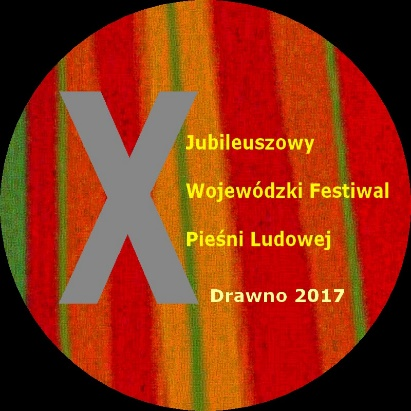 X
Jubileuszowy
Wojewódzki Festiwal
Pieśni Ludowej
Drawno 2017